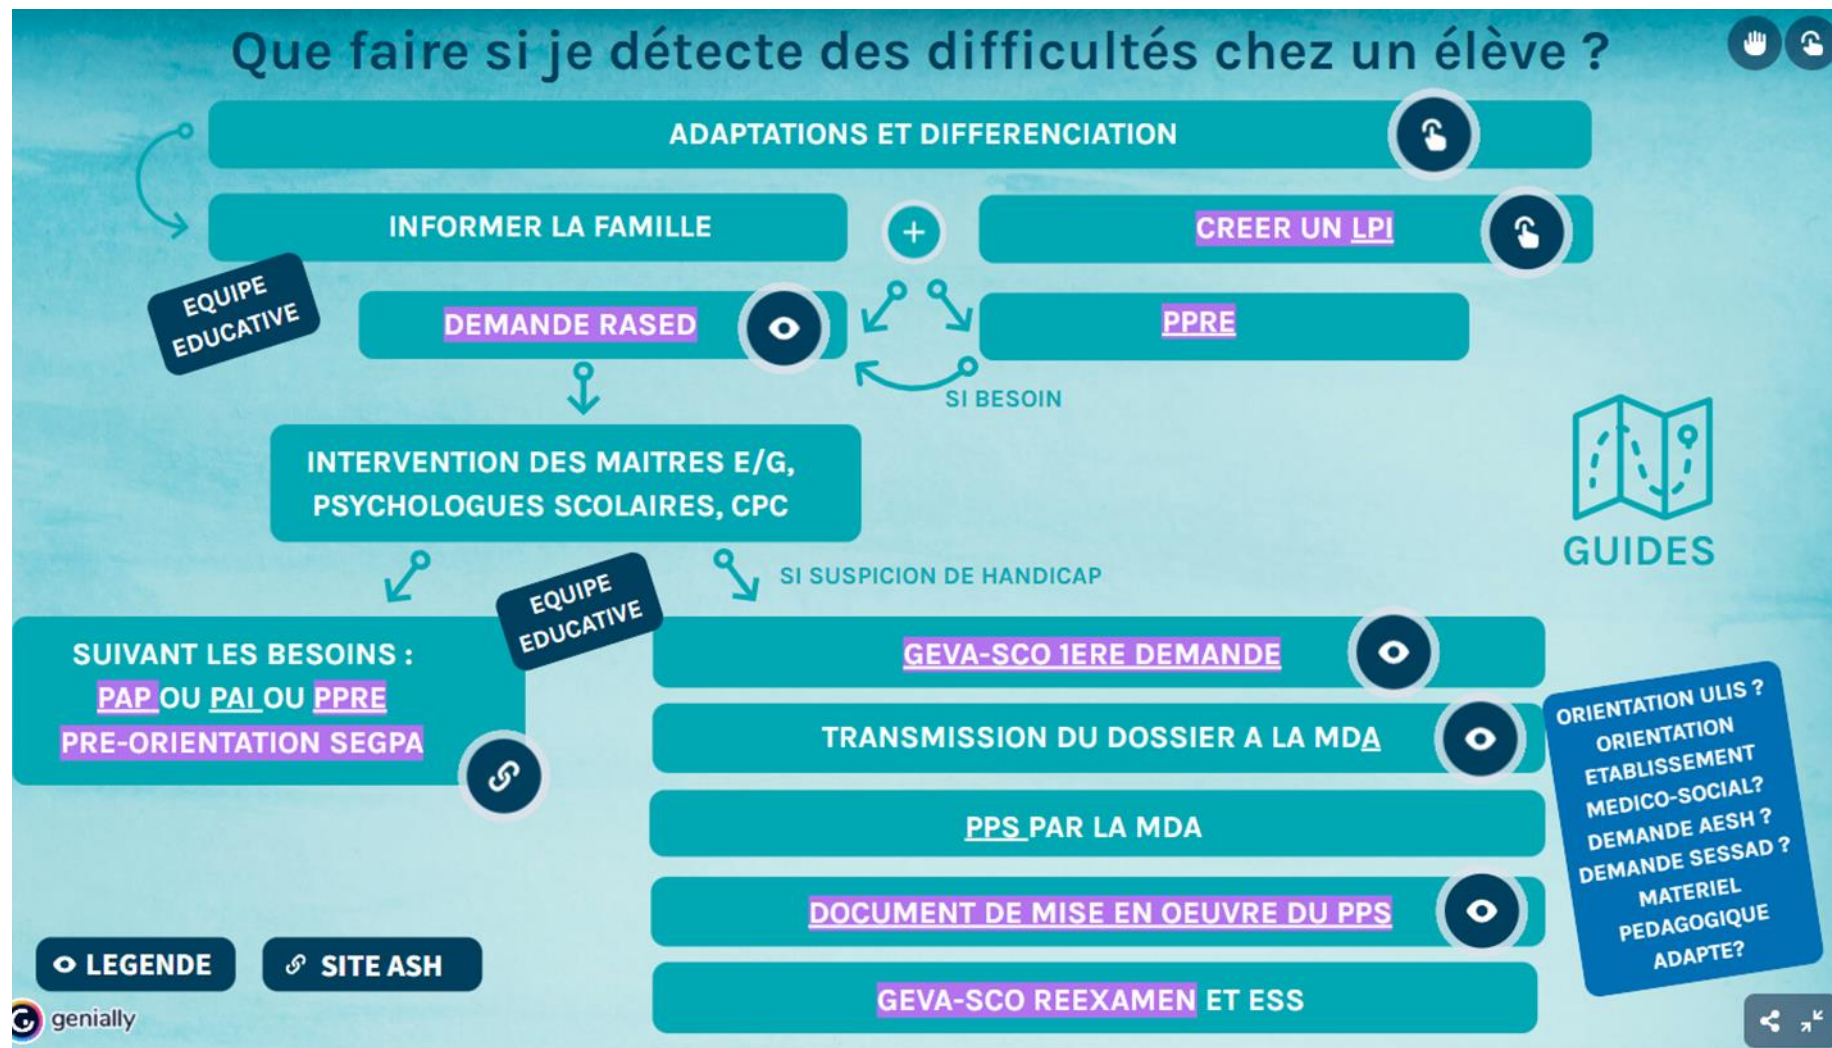 Que faire si je détecte des difficultés chez un élève ?
ADAPTATIONS ET DIFFERENCIATION
INFORMER LA FAMILLE
+
CREER UN LPI
EQUIPE
EDUCATIVE
DEMANDE RASED
PPRE
SI BESOIN
INTERVENTION DES MAITRES E/G,
PSYCHOLOGUES SCOLAIRES, CPC
GUIDES
SI SUSPICION DE HANDICAP
EQUIPE
EDUCATIVE
SUIVANT LES BESOINS :
PAP OU PAI OU PPRE
PRE-ORIENTATION SEGPA
GEVA-SCO 1ERE DEMANDE
TRANSMISSION DU DOSSIER A LA MDA
PPS PAR LA MDA
DOCUMENT DE MISE EN OEUVRE DU PPS
GEVA-SCO REEXAMEN ET ESS
ORIENTATION ULIS ?
ORIENTATION
ETABLISSEMENT
MEDICO-SOCIAL?
DEMANDE AESH ?
DEMANDE SESSAD ?
MATERIEL
PEDAGOGIQUE
ADAPTE?
LEGENDE
SITE ASH
genially